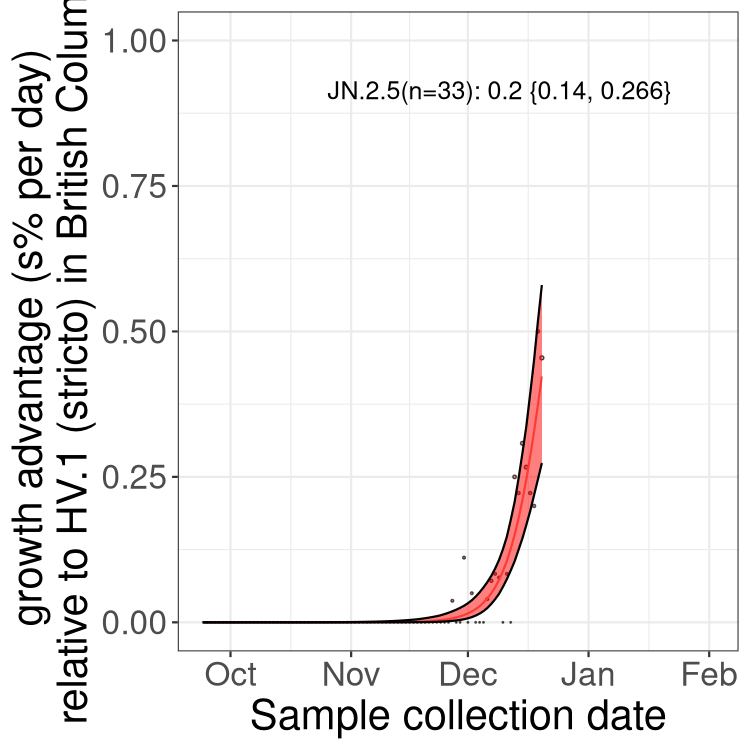 growth advantage (s% per day)
relative to HV.1 (stricto) in British Colum
1.00
0.75
0.50
0.25
0.00
JN.2.5(n=33): 0.2 {0.14, 0.266}
Oct Nov Dec Jan Feb
Sample collection date